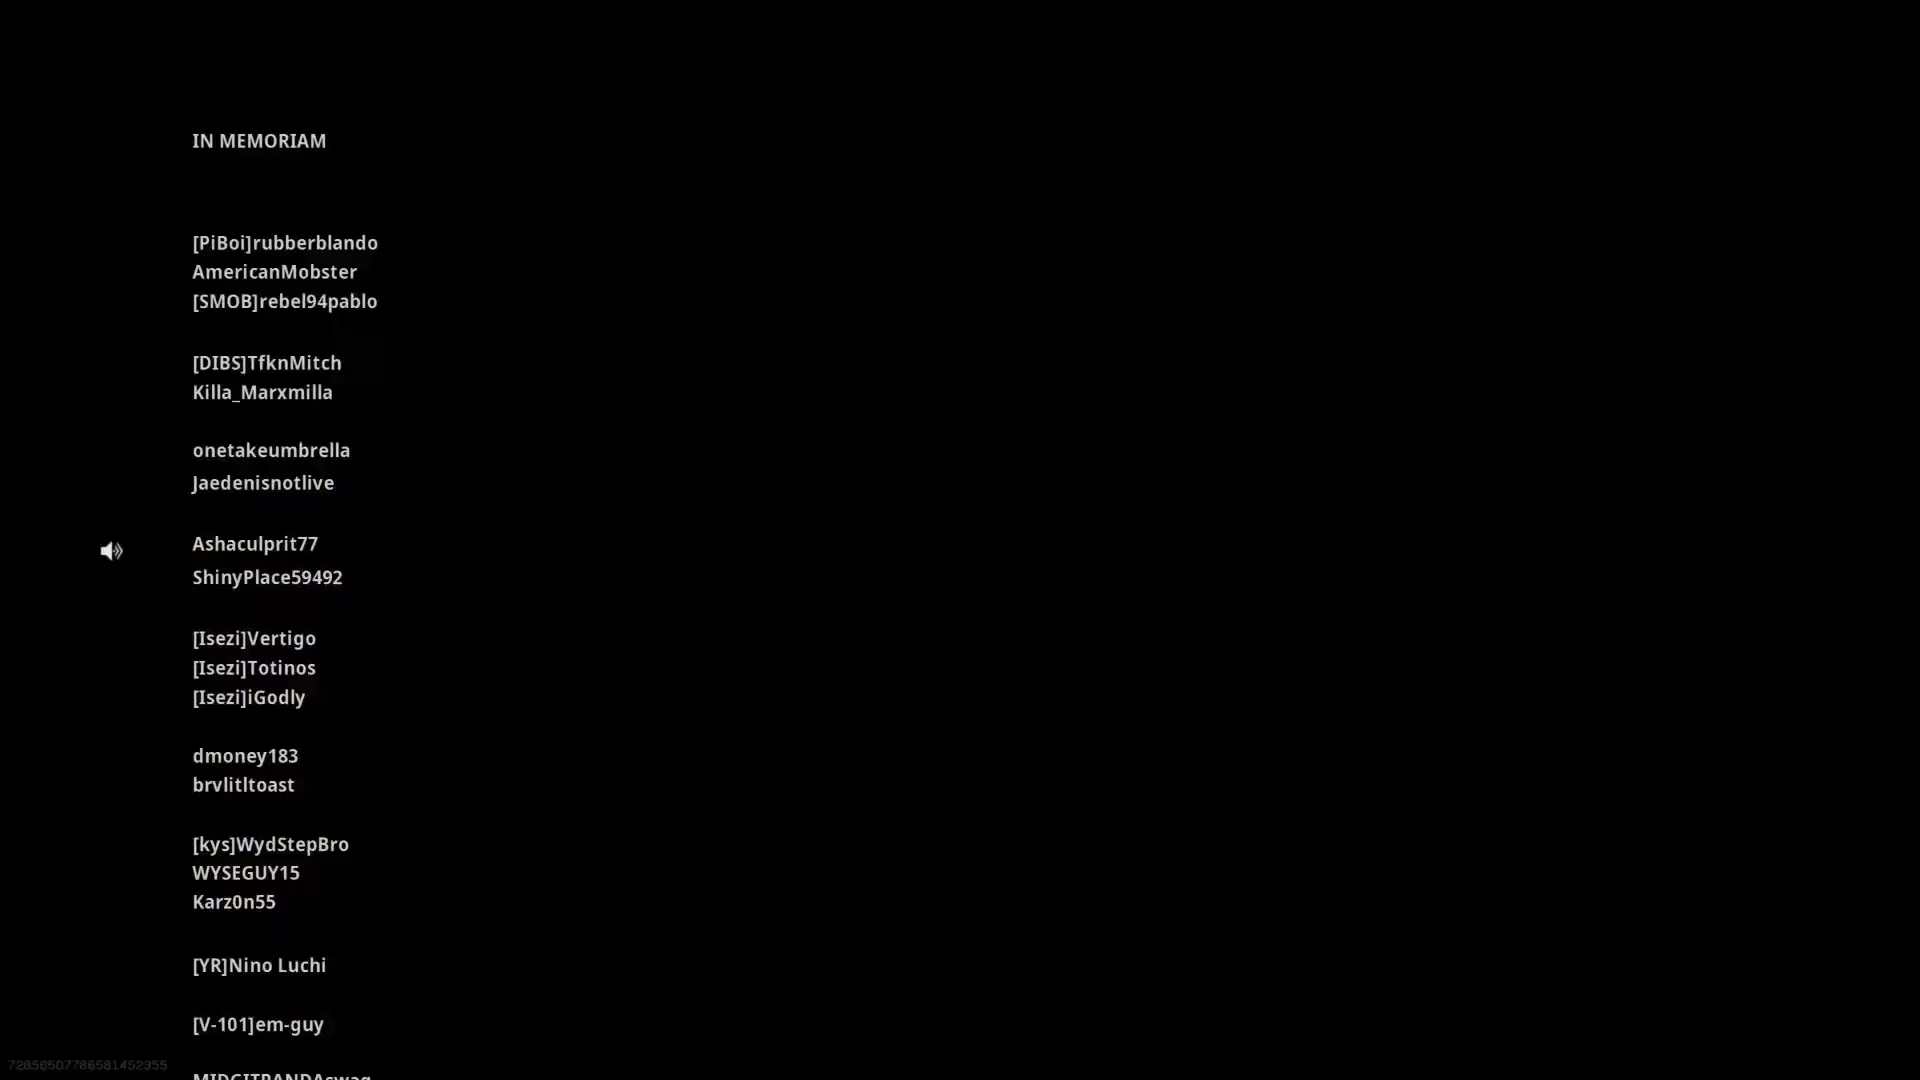 IN MEMORIAM
[PiBoi]rubberblando
AmericanMobster
[SMOB]rebel94pablo
[DIBS]TfknMitch
Killa_Marxmilla
onetakeumbrella
Jaedenisnotlive
Ashaculprit77
ShinyPlace59492
[Isezi]Vertigo
[Isezi]Totinos
[Isezi]iGodly
dmoney183
brvlitltoast
[kys]WydStepBro
WYSEGUY15
Karz0n55
[YR]Nino Luchi
[V-101]em-guy